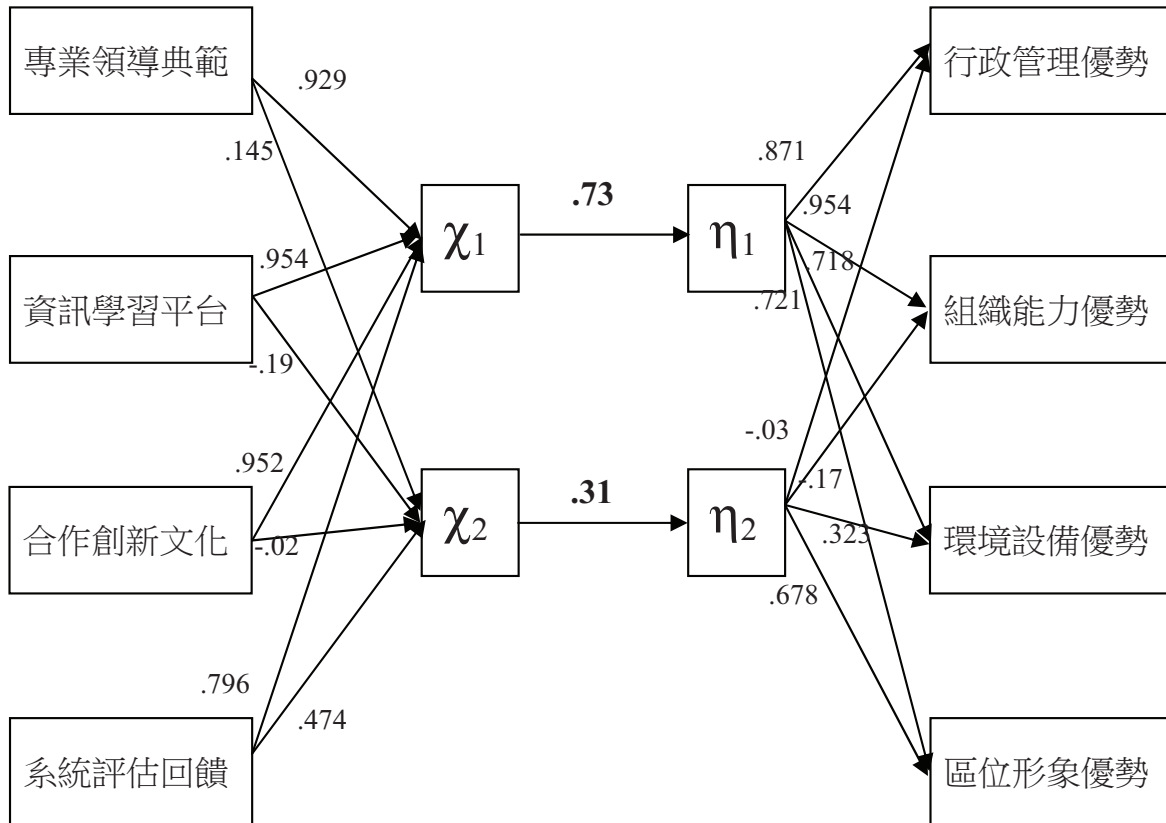 專業領導典範
行政管理優勢
.929
.145
.871
.73
.954
χ1
η1
.954
.718
資訊學習平台
.721
組織能力優勢
-.19
-.03
.952
.31
-.17
χ2
η2
合作創新文化
-.02
.323
環境設備優勢
.678
.796
.474
系統評估回饋
區位形象優勢